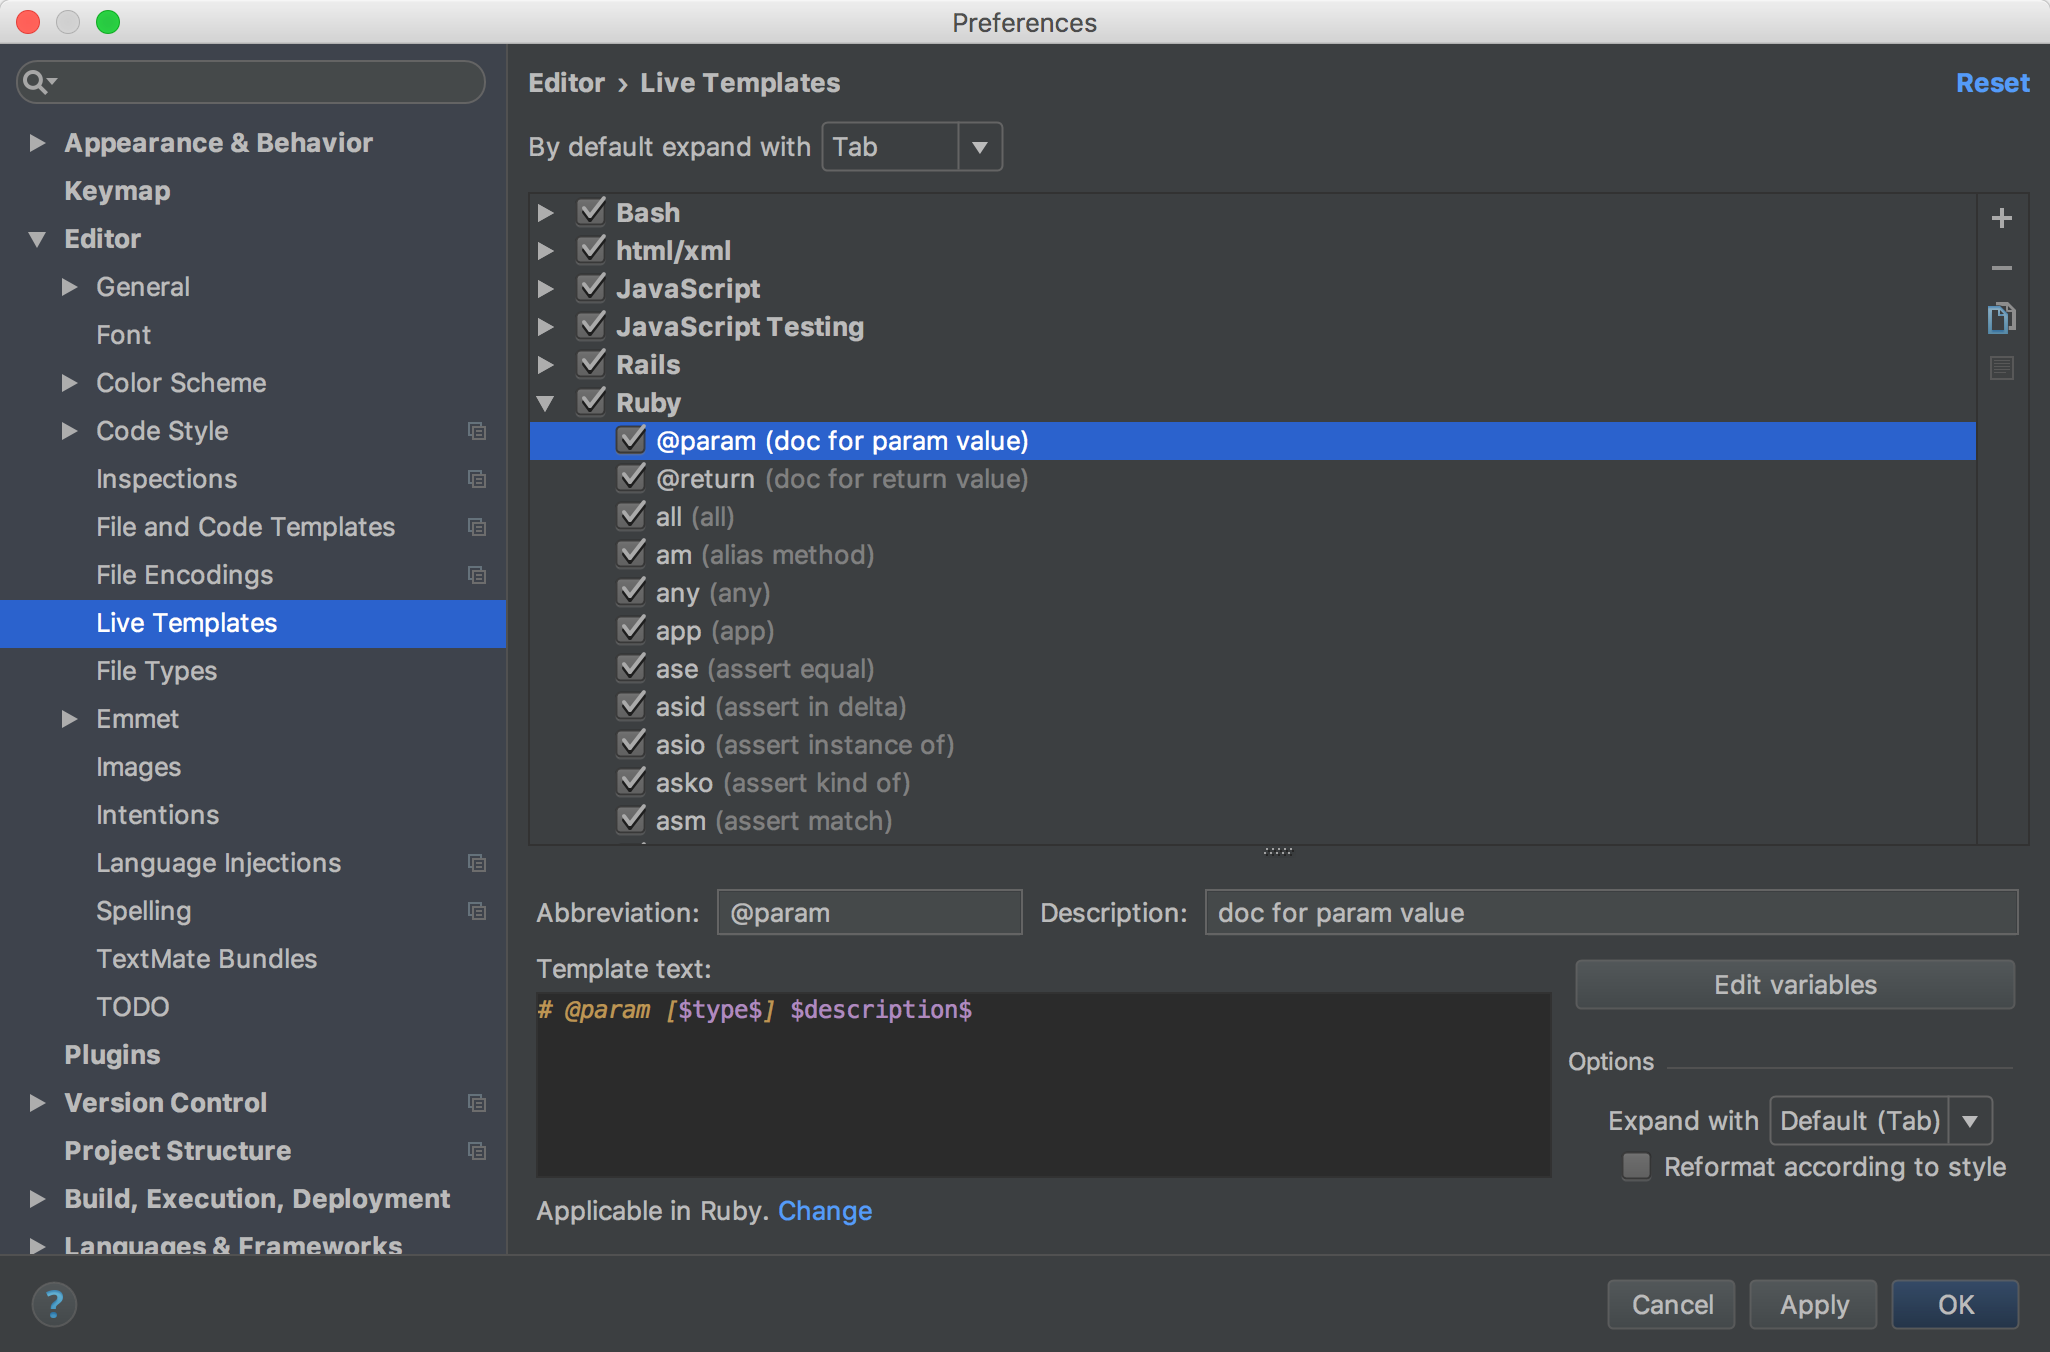 Preferences
Appearance & Behavior
Keymap
Editor
General
Font
Color Scheme
Code Style
Inspections
File and Code Templates
File Encodings
Live Templates
File Types
Emmet
Images
Intentions
Language Injections
Spelling
TextMate Bundles
TODO
Plugins
Version Control
Project Structure
Build, Execution, Deployment
Languages & Frameworks
Editor › Live Templates
Reset
By default expand with Tab
Bash
html/xml
JavaScript
JavaScript Testing
Rails
Ruby
@param (doc for param value)
@return (doc for return value)
all (all)
am (alias method)
any (any)
app (app)
ase (assert equal)
asid (assert in delta)
asio (assert instance of)
asko (assert kind of)
asm (assert match)
Abbreviation: @param Description: doc for param value
Template text:
# @param [$type$] $description$
Edit variables
Options
Expand with Default (Tab)
Reformat according to style
Applicable in Ruby. Change
?
Cancel Apply OK